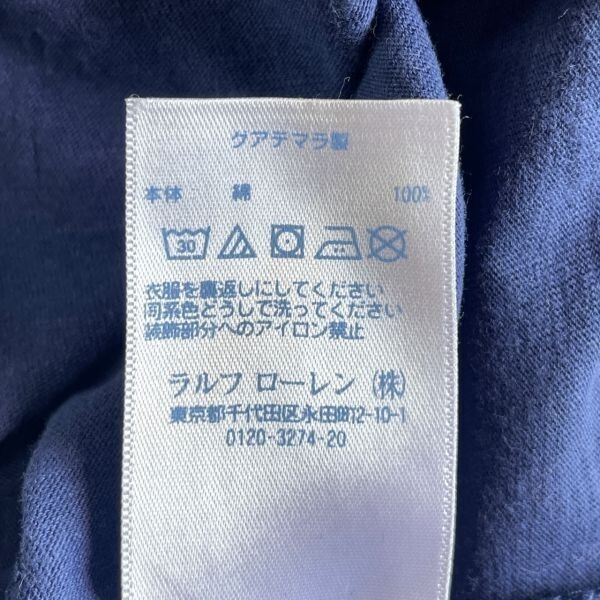 グアテマラ製
本体 綿 100%
30
衣服を裏返しにしてください
同系色どうしで洗ってください
装飾部分へのアイロン禁止
ラルフ ローレン (株)
東京都千代田区永田町2-10-1
0120-3274-20